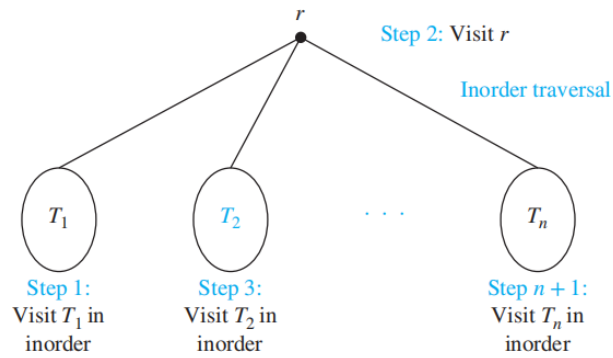 r
Step 2: Visit r
Inorder traversal
T₁
T₂
· · ·
Tₙ
Step 1:
Visit T₁ in
inorder
Step 3:
Visit T₂ in
inorder
Step n + 1:
Visit Tₙ in
inorder